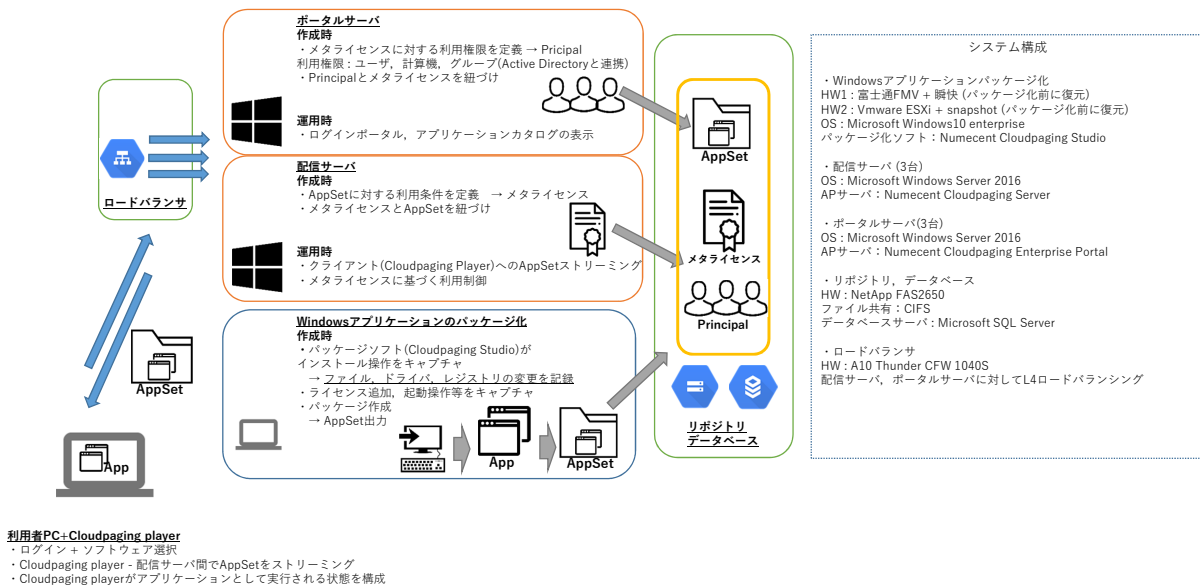 ポータルサーバ
作成時
・メタライセンスに対する利用権限を定義 → Pricipal
利用権限 : ユーザ，計算機，グループ(Active Directoryと連携)
・Principalとメタライセンスを紐づけ
運用時
・ログインポータル，アプリケーションカタログの表示
ロードバランサ
配信サーバ
作成時
・AppSetに対する利用条件を定義 → メタライセンス
・メタライセンスとAppSetを紐づけ
運用時
・クライアント(Cloudpaging Player)へのAppSetストリーミング
・メタライセンスに基づく利用制御
Windowsアプリケーションのパッケージ化
作成時
・パッケージソフト(Cloudpaging Studio)が
インストール操作をキャプチャ
→ ファイル，ドライバ，レジストリの変更を記録
・ライセンス追加，起動操作等をキャプチャ
・パッケージ作成
→ AppSet出力
App
AppSet
AppSet
App
AppSet
メタライセンス
Principal
リポジトリ
データベース
システム構成
・Windowsアプリケーションパッケージ化
HW1 : 富士通FMV + 瞬快 (パッケージ化前に復元)
HW2 : Vmware ESXi + snapshot (パッケージ化前に復元)
OS : Microsoft Windows10 enterprise
パッケージ化ソフト : Numecent Cloudpaging Studio
・配信サーバ (3台)
OS : Microsoft Windows Server 2016
APサーバ : Numecent Cloudpaging Server
・ポータルサーバ(3台)
OS : Microsoft Windows Server 2016
APサーバ : Numecent Cloudpaging Enterprise Portal
・リポジトリ，データベース
HW : NetApp FAS2650
ファイル共有 : CIFS
データベースサーバ : Microsoft SQL Server
・ロードバランサ
HW : A10 Thunder CFW 1040S
配信サーバ，ポータルサーバに対してL4ロードバランシング
利用者PC+Cloudpaging player
・ログイン + ソフトウェア選択
・Cloudpaging player - 配信サーバ間でAppSetをストリーミング
・Cloudpaging playerがアプリケーションとして実行される状態を構成